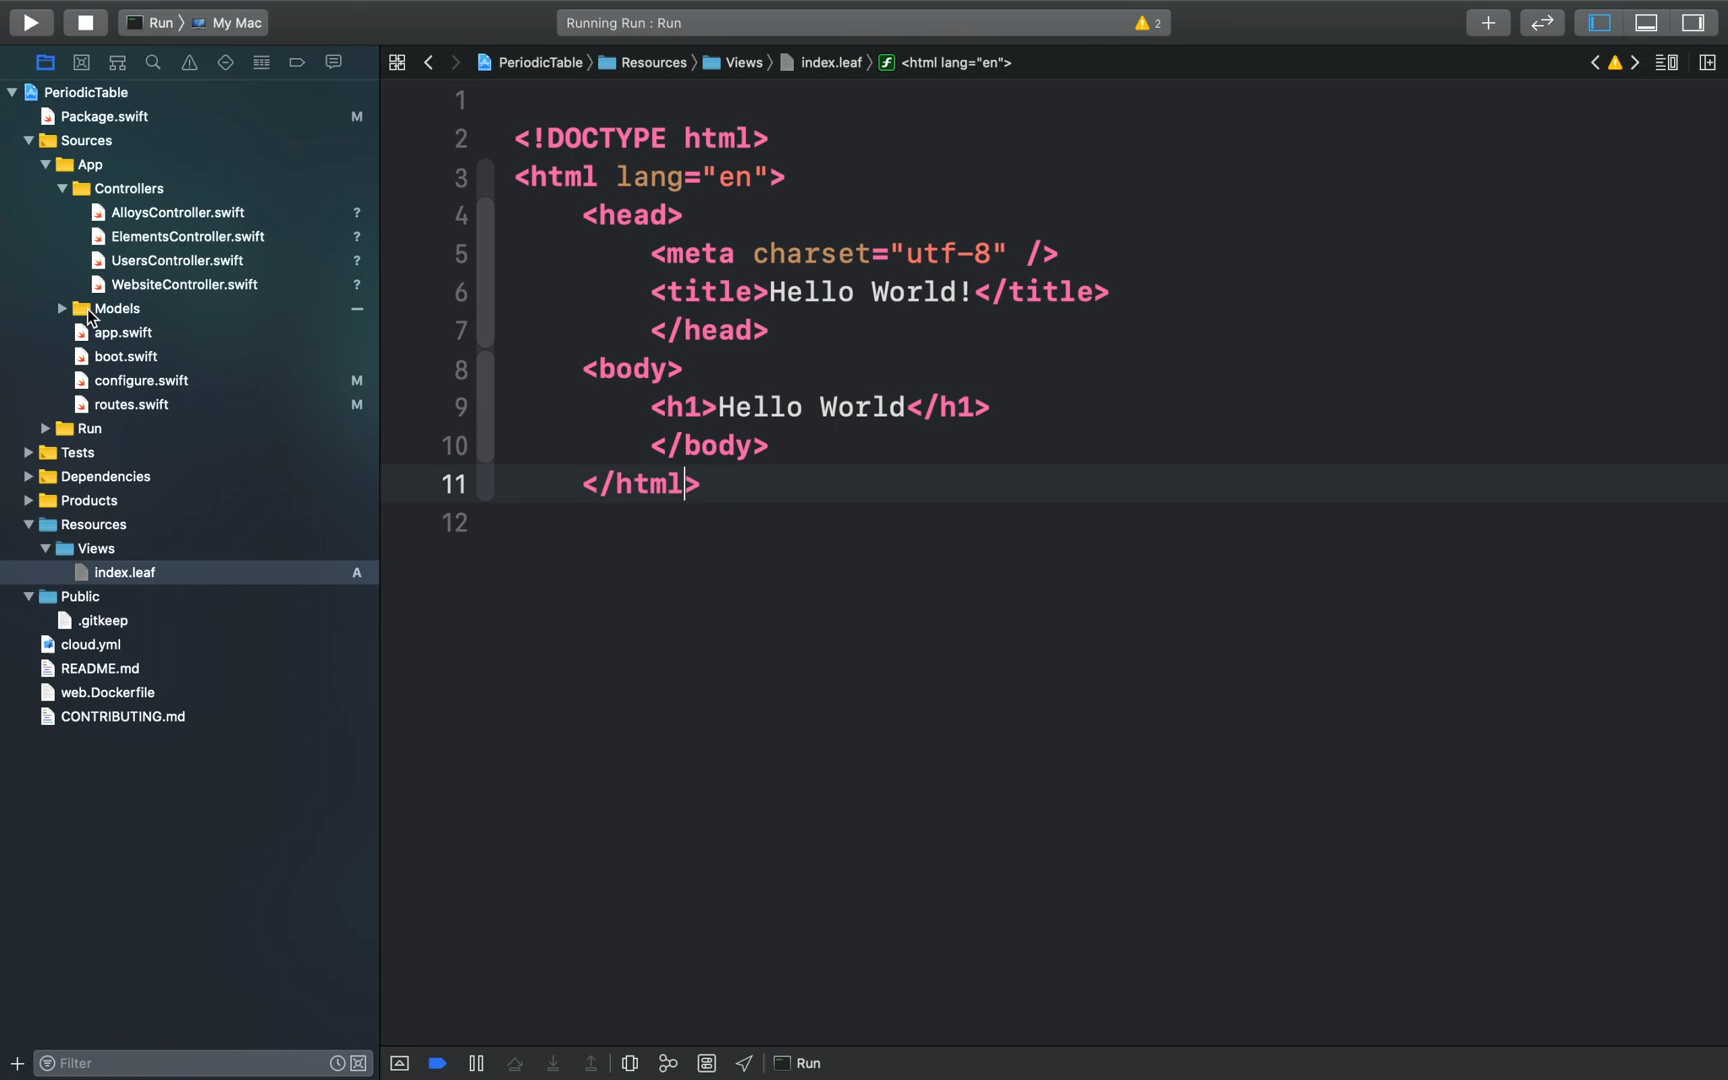 Run 〉 My Mac
Running Run : Run
2
PeriodicTable 〉 Resources 〉 Views 〉 index.leaf 〉 f <html lang="en">
PeriodicTable
Package.swift M
Sources
App
Controllers
AlloysController.swift ?
ElementsController.swift ?
UsersController.swift ?
WebsiteController.swift ?
Models
app.swift
boot.swift
configure.swift M
routes.swift M
Run
Tests
Dependencies
Products
Resources
Views
index.leaf A
Public
.gitkeep
cloud.yml
README.md
web.Dockerfile
CONTRIBUTING.md
Filter
1
2 <!DOCTYPE html>
3 <html lang="en">
4 <head>
5 <meta charset="utf-8" />
6 <title>Hello World!</title>
7 </head>
8 <body>
9 <h1>Hello World</h1>
10 </body>
11 </html>
12
Run